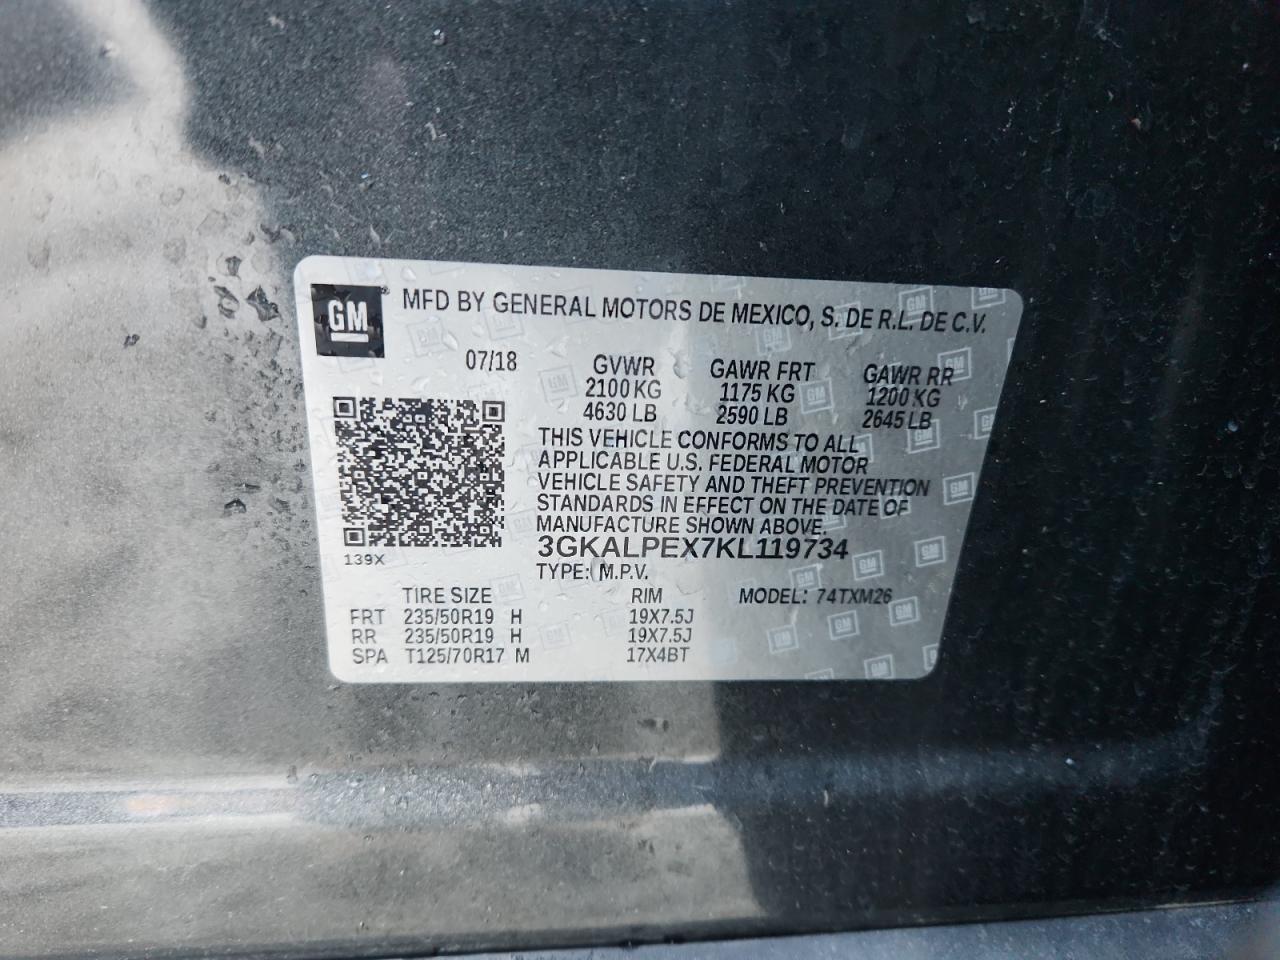 GM
MFD BY GENERAL MOTORS DE MEXICO, S. DE R.L. DE C.V.
07/18 GVWR GAWR FRT GAWR RR
2100 KG 1175 KG 1200 KG
4630 LB 2590 LB 2645 LB
THIS VEHICLE CONFORMS TO ALL
APPLICABLE U.S. FEDERAL MOTOR
VEHICLE SAFETY AND THEFT PREVENTION
STANDARDS IN EFFECT ON THE DATE OF
MANUFACTURE SHOWN ABOVE.
3GKALPEX7KL119734
139X
TYPE: M.P.V.
TIRE SIZE RIM MODEL: 74TXM26
FRT 235/50R19 H 19X7.5J
RR 235/50R19 H 19X7.5J
SPA T125/70R17 M 17X4BT